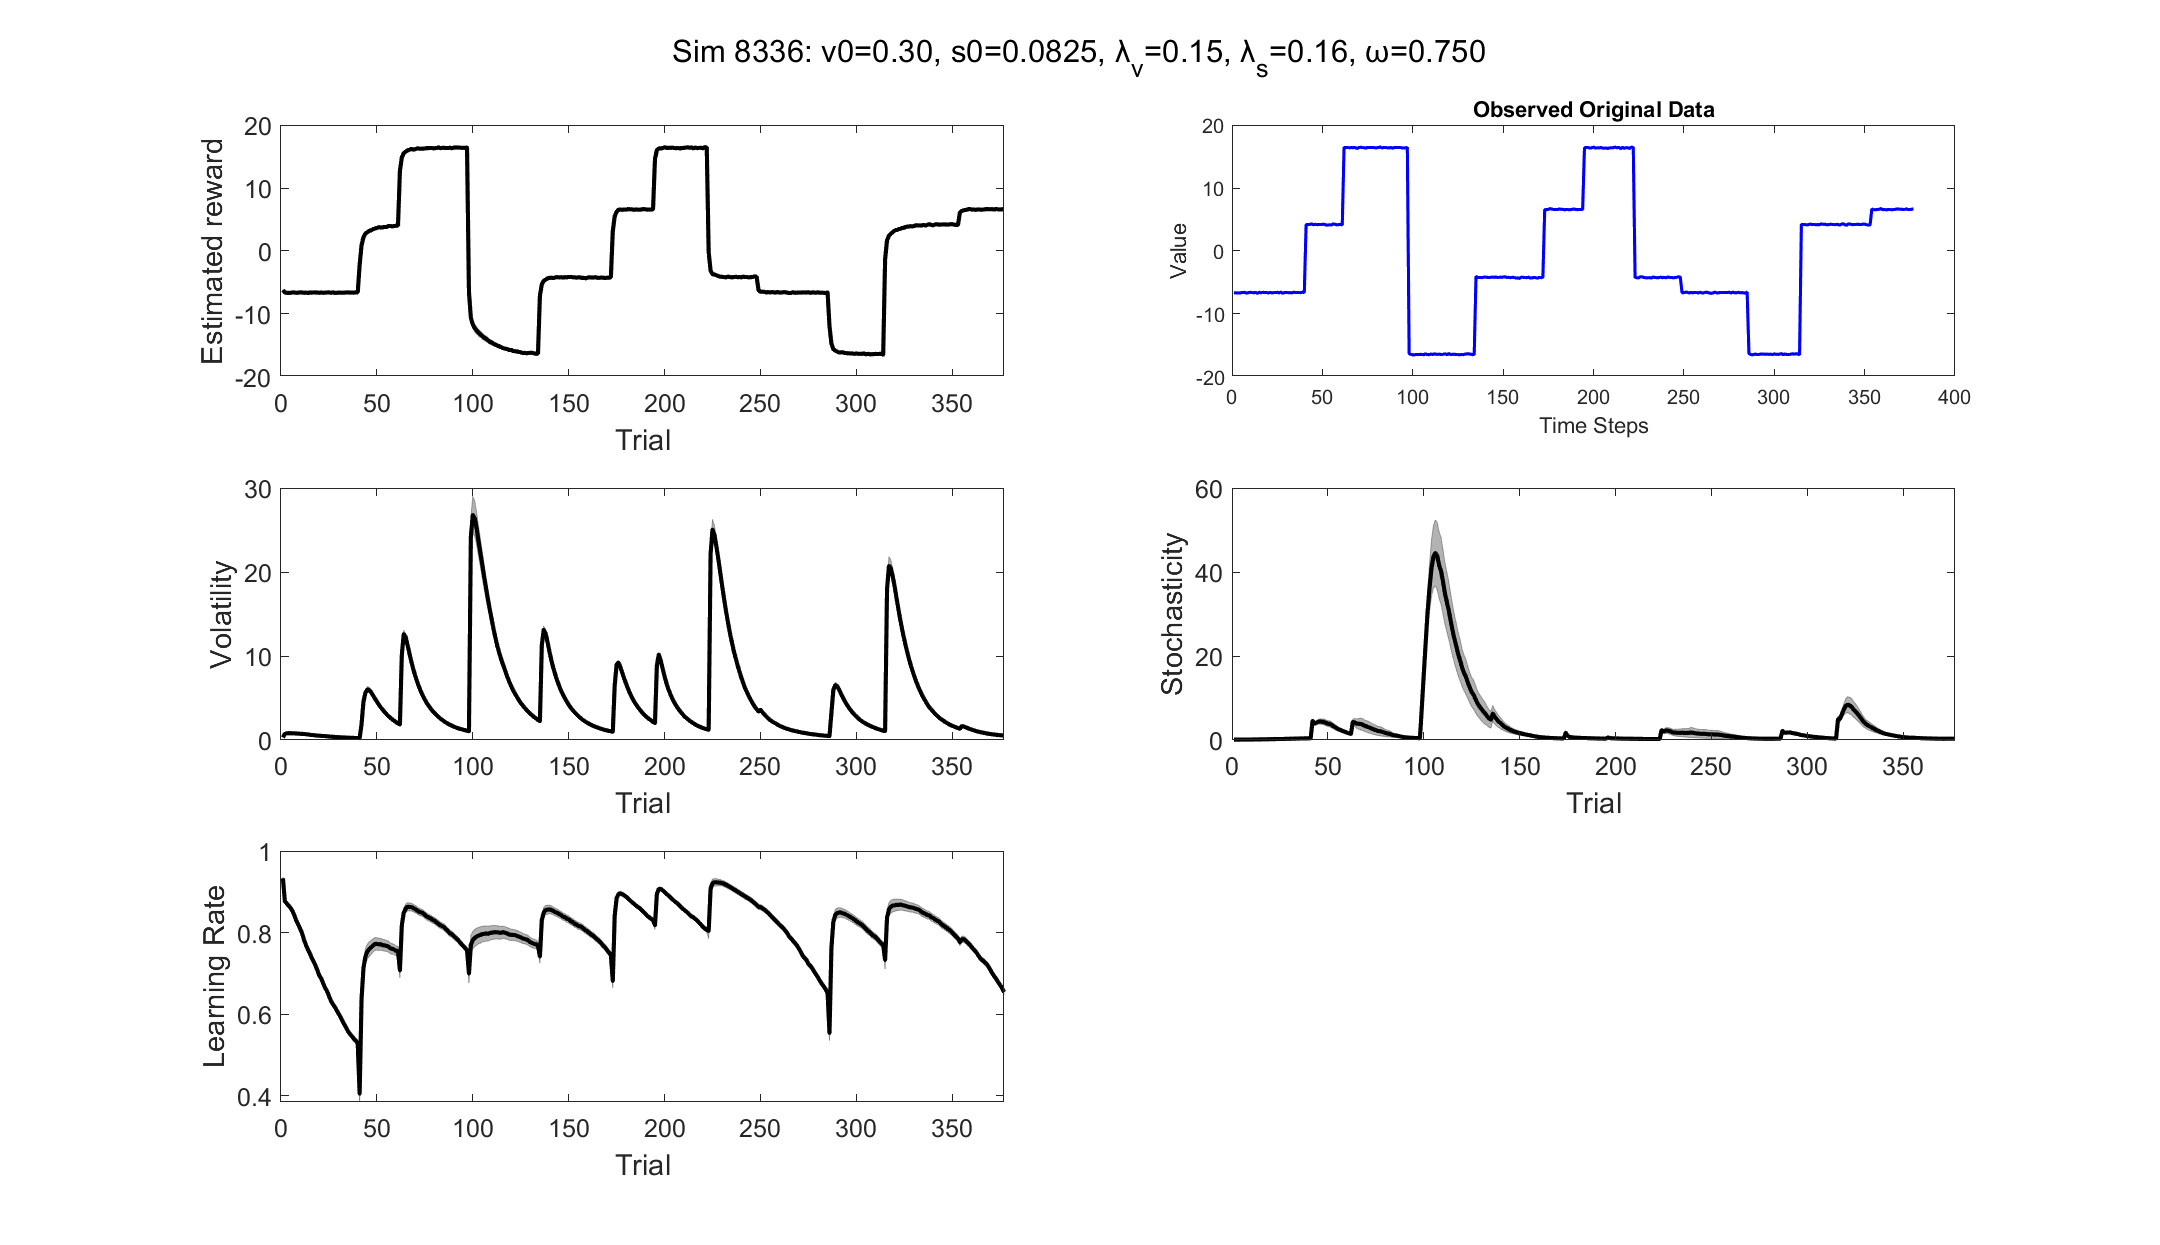 Sim 8336: v0=0.30, s0=0.0825, λ_v=0.15, λ_s=0.16, ω=0.750
Estimated reward
20
10
0
-10
-20
0 50 100 150 200 250 300 350
Trial
Observed Original Data
Value
20
10
0
-10
-20
0 50 100 150 200 250 300 350 400
Time Steps
Volatility
30
20
10
0
0 50 100 150 200 250 300 350
Trial
Stochasticity
60
40
20
0
0 50 100 150 200 250 300 350
Trial
Learning Rate
1
0.8
0.6
0.4
0 50 100 150 200 250 300 350
Trial